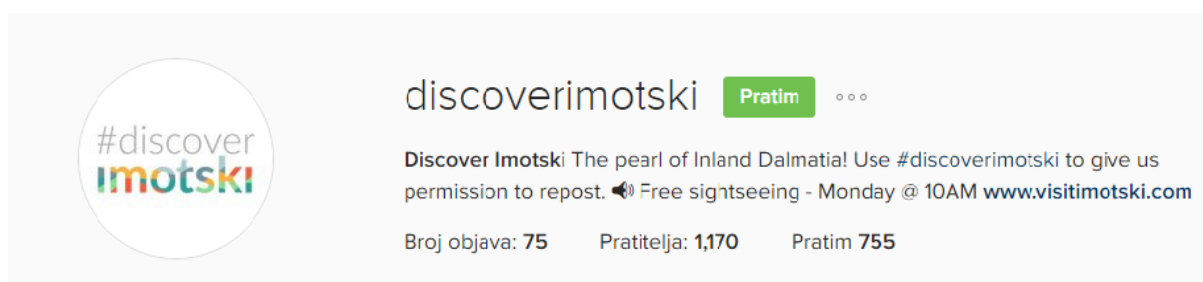 #discover
imotski
discoverimotski Pratim
Discover Imotski The pearl of Inland Dalmatia! Use #discoverimotski to give us
permission to repost. 🔊 Free sightseeing - Monday @ 10AM www.visitimotski.com
Broj objava: 75 Pratitelja: 1,170 Pratim 755